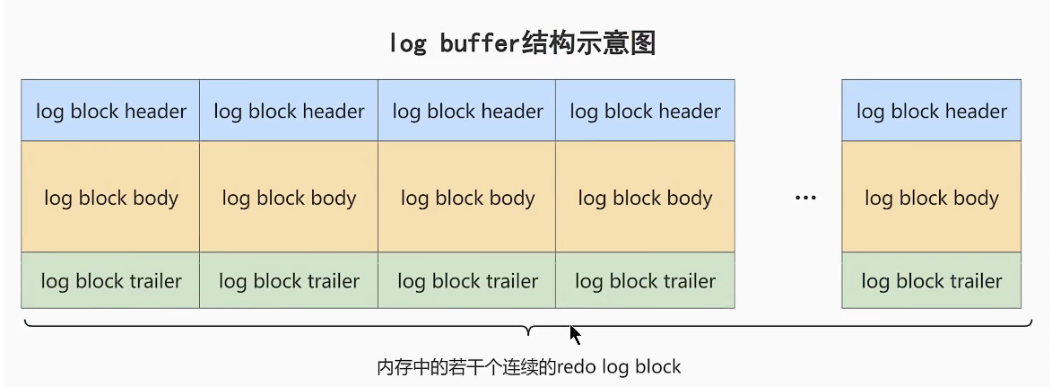 log buffer结构示意图
log block header log block header log block header log block header log block header
log block body log block body log block body log block body ... log block body
log block trailer log block trailer log block trailer log block trailer log block trailer
内存中的若干个连续的redo log block